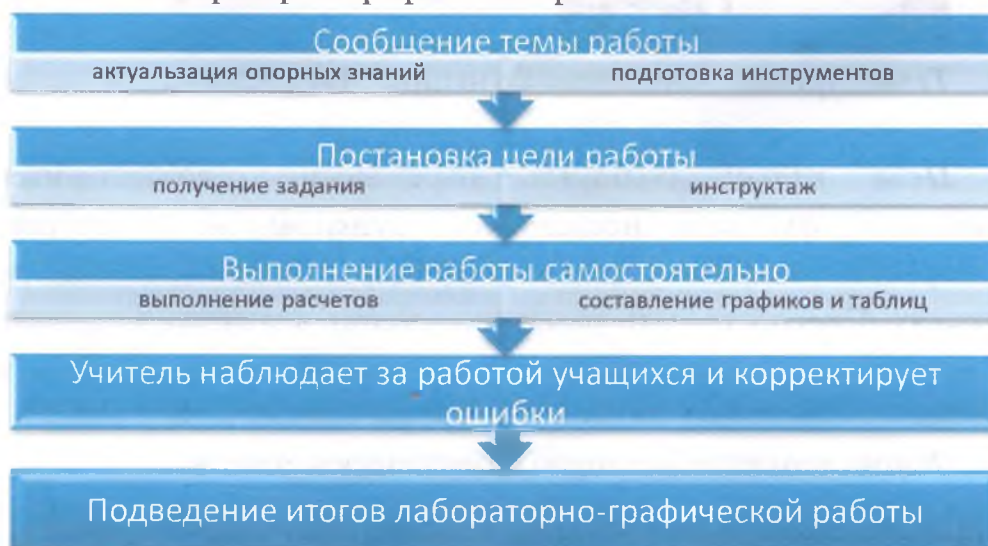 Сообщение темы работы
актуальзация опорных знаний подготовка инструментов
Постановка цели работы
получение задания инструктаж
Выполнение работы самостоятельно
выполнение расчетов составление графиков и таблиц
Учитель наблюдает за работой учащихся и корректирует
ошибки
Подведение итогов лабораторно-графической работы